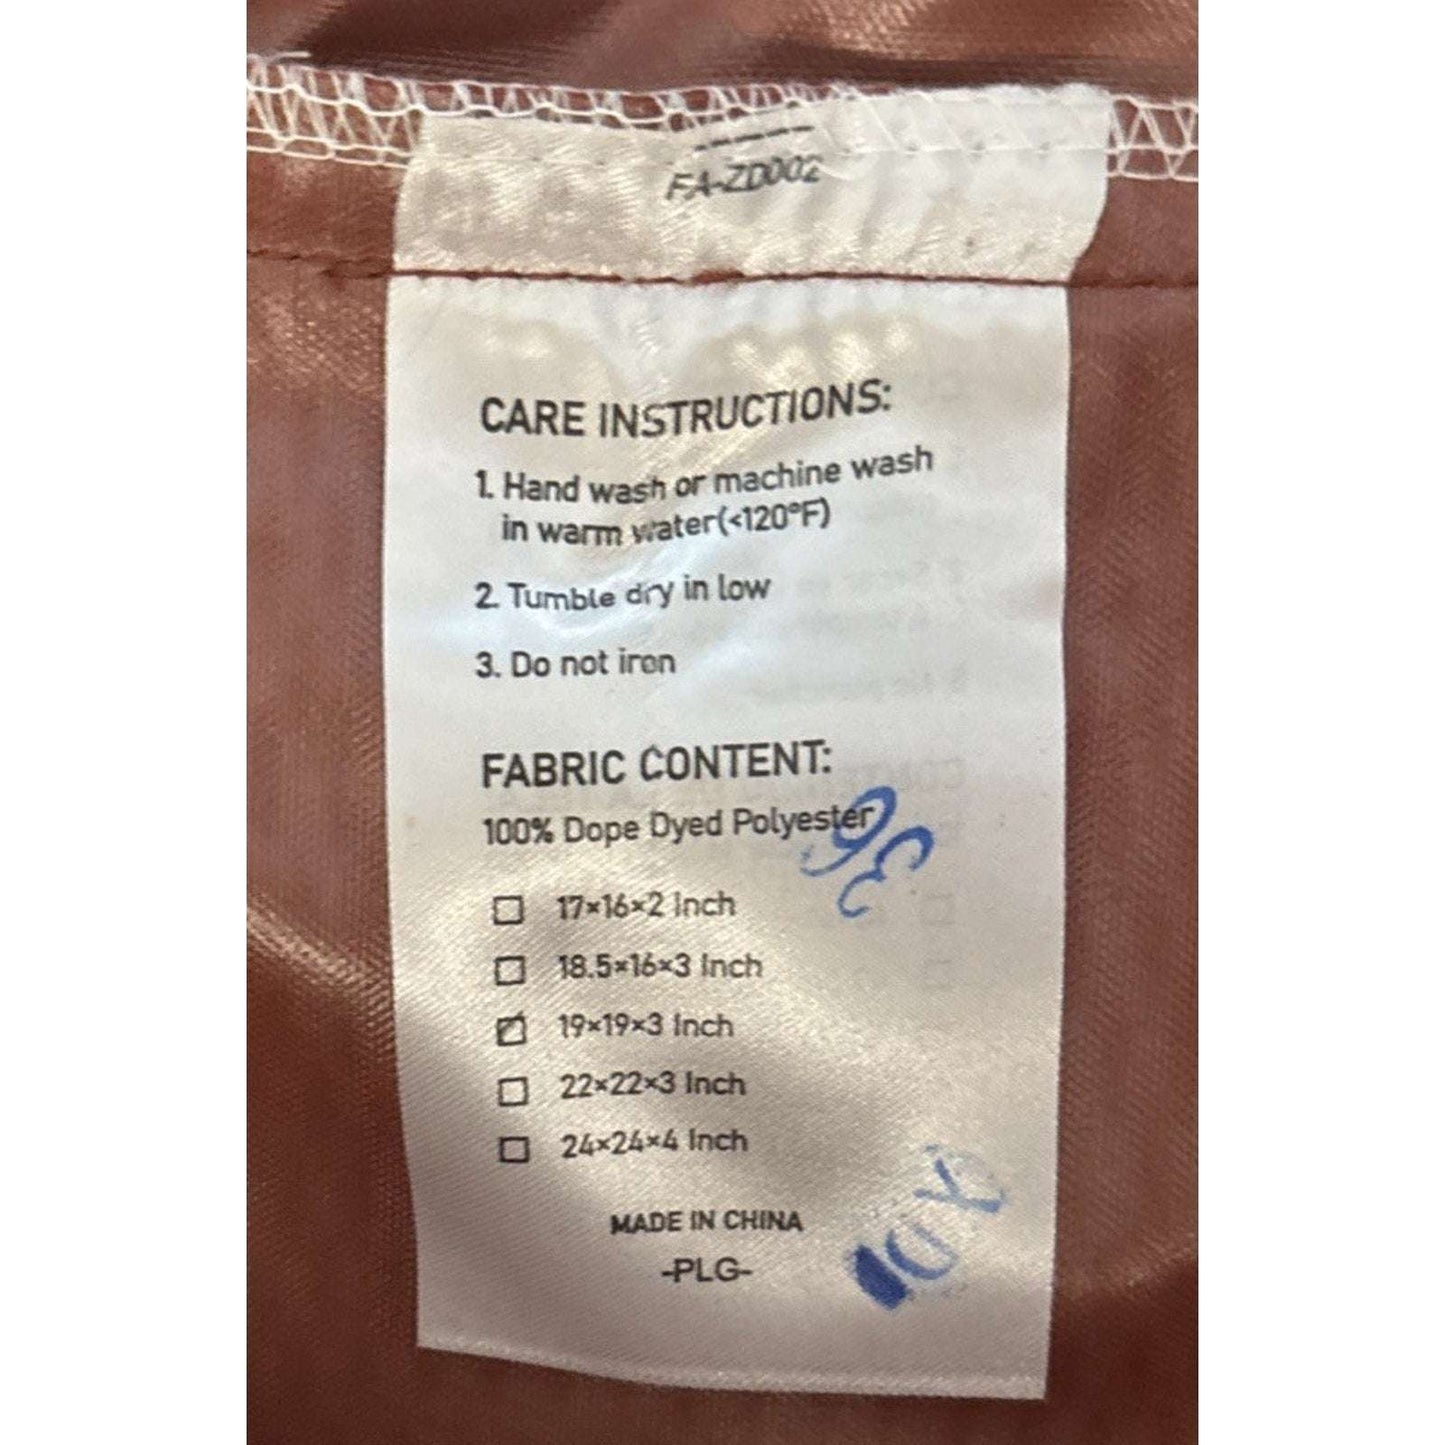 FA-ZD002
CARE INSTRUCTIONS:
1. Hand wash or machine wash
in warm water(<120°F)
2. Tumble dry in low
3. Do not iron
FABRIC CONTENT:
100% Dope Dyed Polyester
36
17×16×2 Inch
18.5×16×3 Inch
19×19×3 Inch
22×22×3 Inch
24×24×4 Inch
MADE IN CHINA
-PLG-